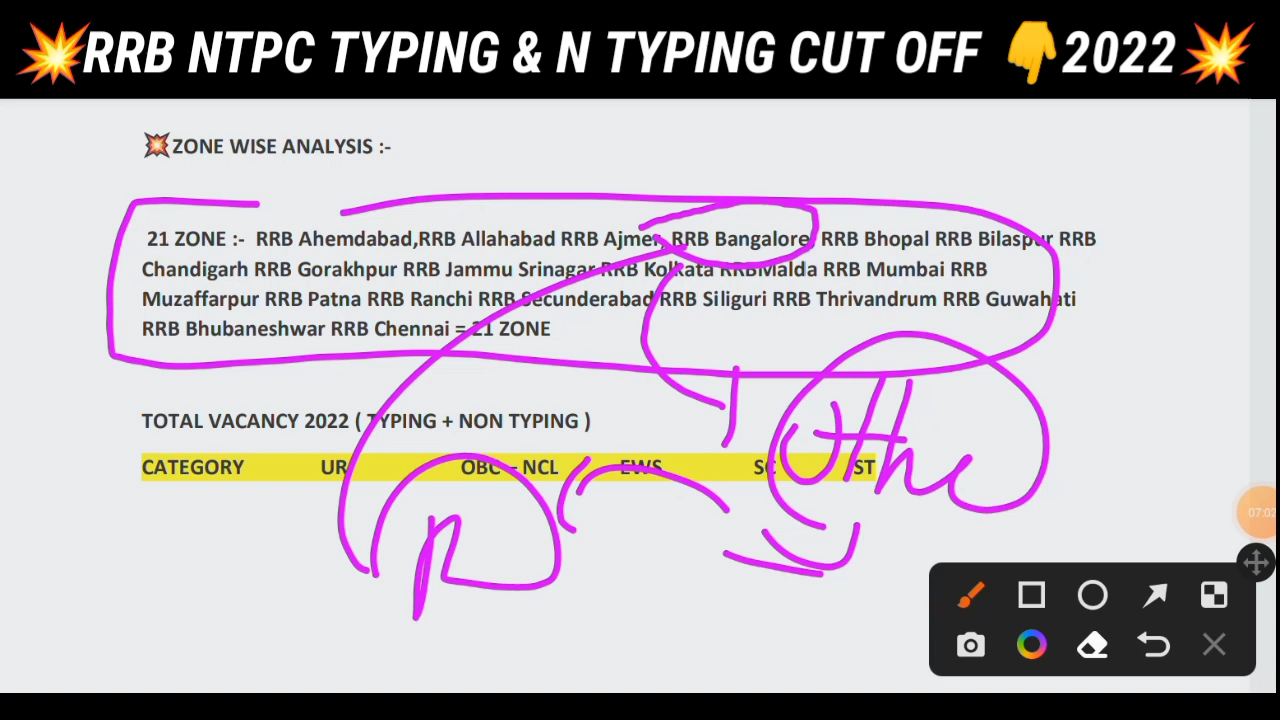 💥RRB NTPC TYPING & N TYPING CUT OFF 👇2022💥
💥ZONE WISE ANALYSIS :-
21 ZONE :- RRB Ahemdabad,RRB Allahabad RRB Ajmer, RRB Bangalore, RRB Bhopal RRB Bilaspur RRB
Chandigarh RRB Gorakhpur RRB Jammu Srinagar RRB Kolkata RRBMalda RRB Mumbai RRB
Muzaffarpur RRB Patna RRB Ranchi RRB Secunderabad RRB Siliguri RRB Thrivandrum RRB Guwahati
RRB Bhubaneshwar RRB Chennai = 21 ZONE
TOTAL VACANCY 2022 ( TYPING + NON TYPING )
CATEGORY UR OBC – NCL EWS SC ST
07:02